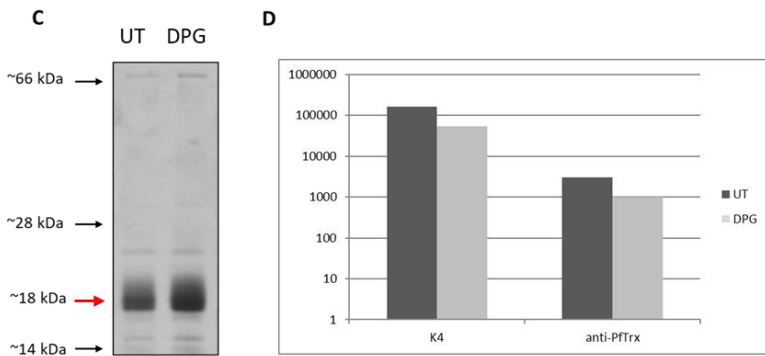 C
UT DPG
~66 kDa
~28 kDa
~18 kDa
~14 kDa
D
1000000
100000
10000
1000
100
10
1
K4 anti-PfTrx
UT
DPG